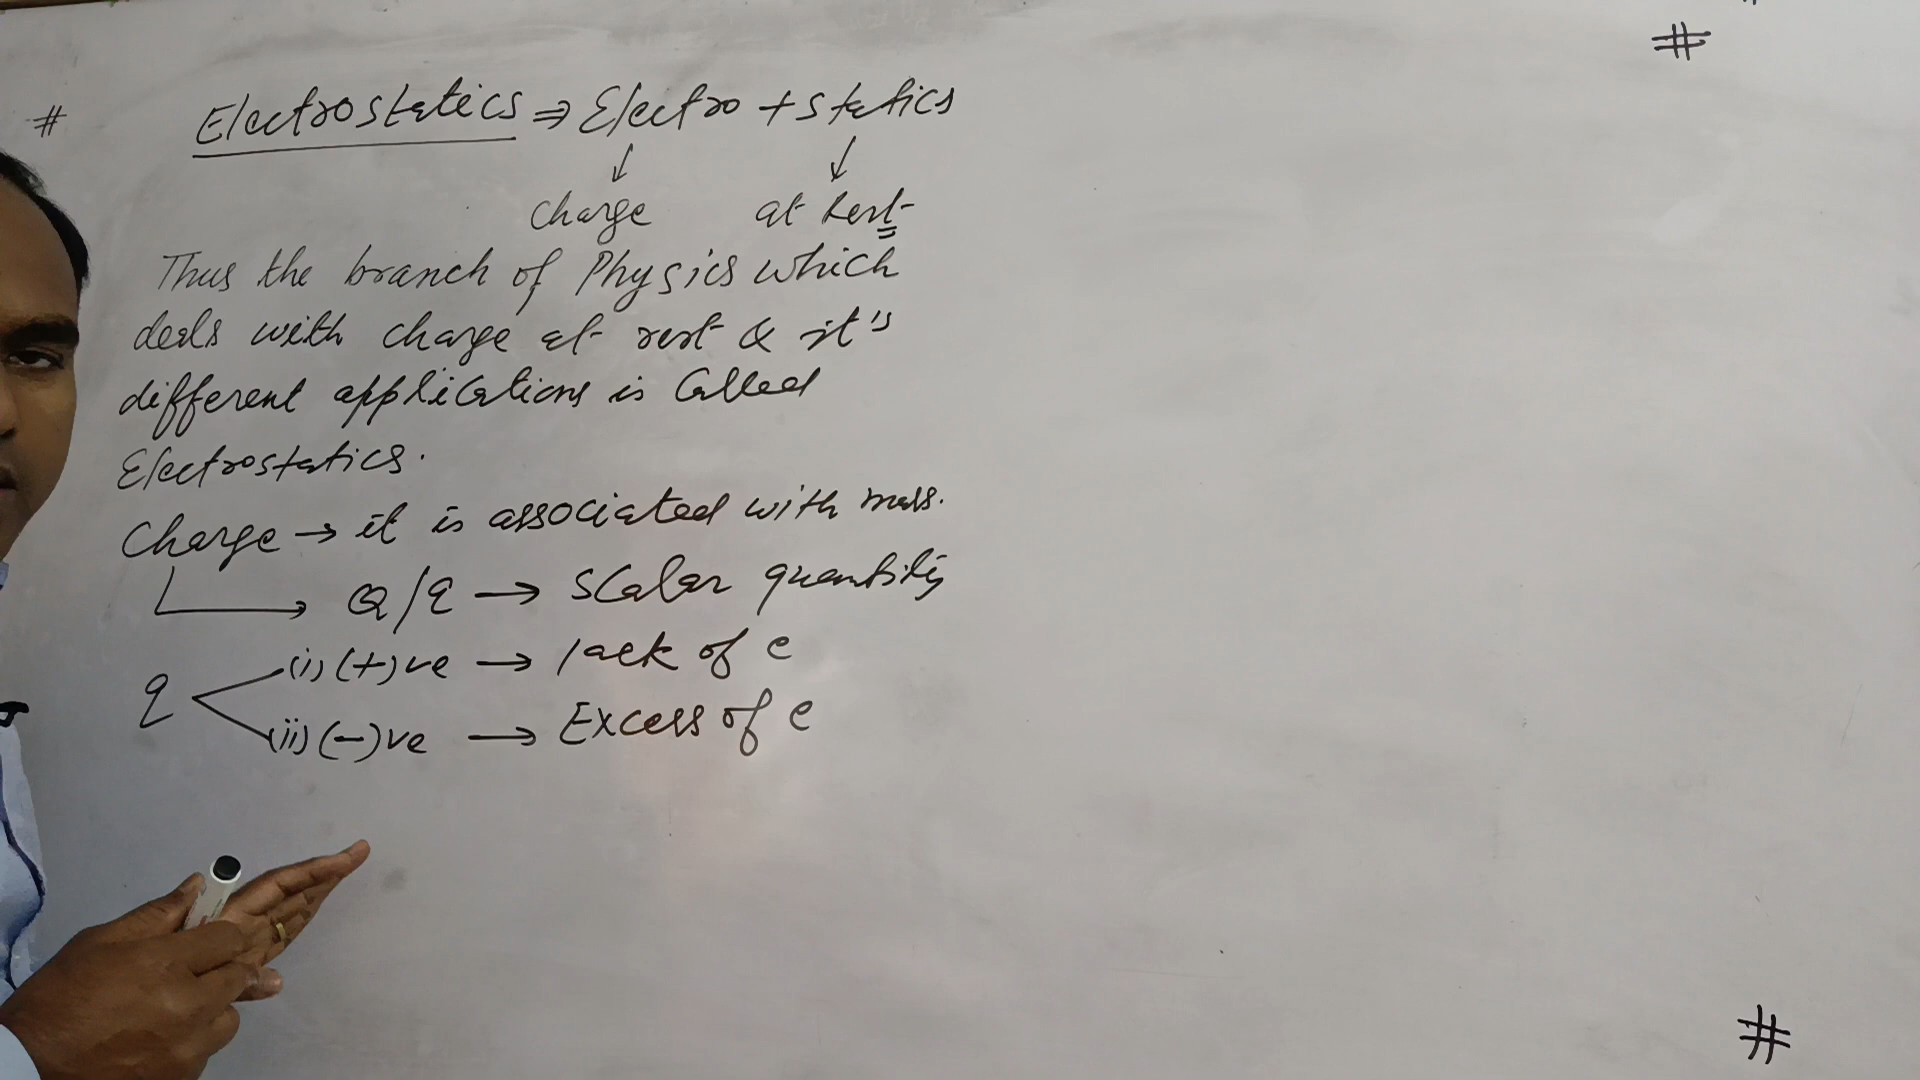 #
#
Electrostatics ⇒ Electro + statics
↓ ↓
Charge at Rest
Thus the branch of Physics which
deals with charge at rest & it's
different applications is Called
Electrostatics.
Charge → it is associated with mass.
→ Q/q → Scalar quantity
q (i) (+)ve → lack of e
(ii) (-)ve → Excess of e
#